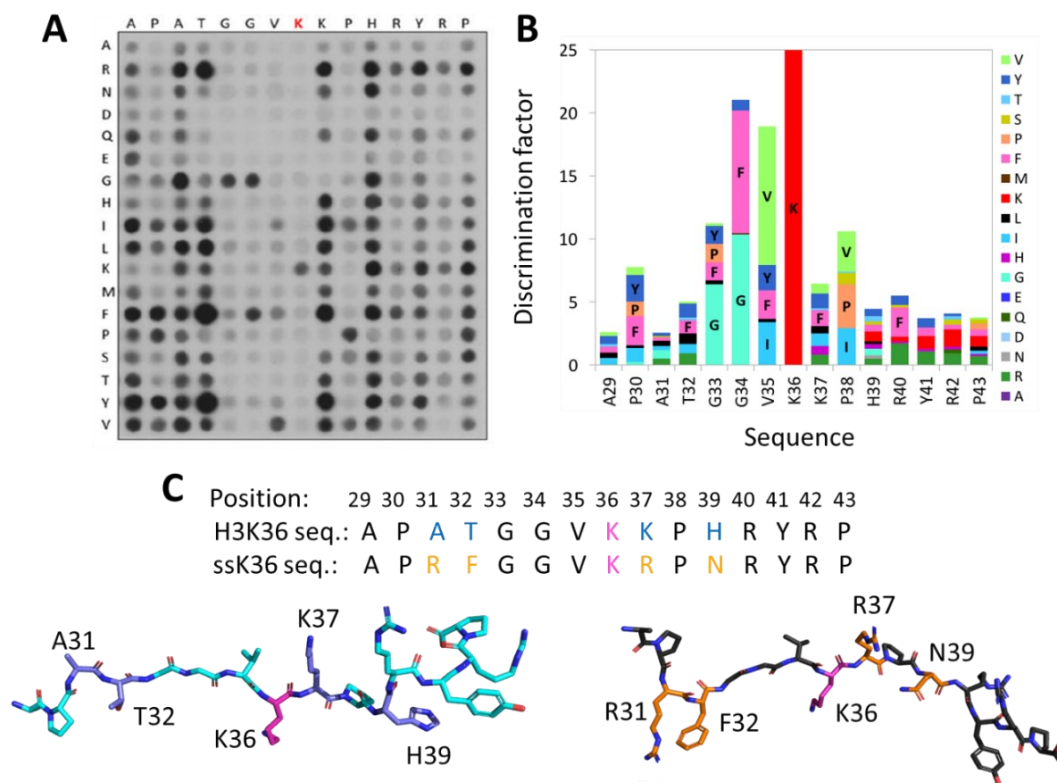 A
A P A T G G V K K P H R Y R P
A
R
N
D
Q
E
G
H
I
L
K
M
F
P
S
T
Y
V
B
Discrimination factor
25
20
15
10
5
0
Y
P
F
F
Y
P
F
G
F
G
V
Y
F
I
K
F
V
P
I
F
A29 P30 A31 T32 G33 G34 V35 K36 K37 P38 H39 R40 Y41 R42 P43
Sequence
V
Y
T
S
P
F
M
K
L
I
H
G
E
Q
D
N
R
A
C
Position: 29 30 31 32 33 34 35 36 37 38 39 40 41 42 43
H3K36 seq.: A P A T G G V K K P H R Y R P
ssK36 seq.: A P R F G G V K R P N R Y R P
A31
T32
K36
K37
H39
R31
F32
K36
R37
N39